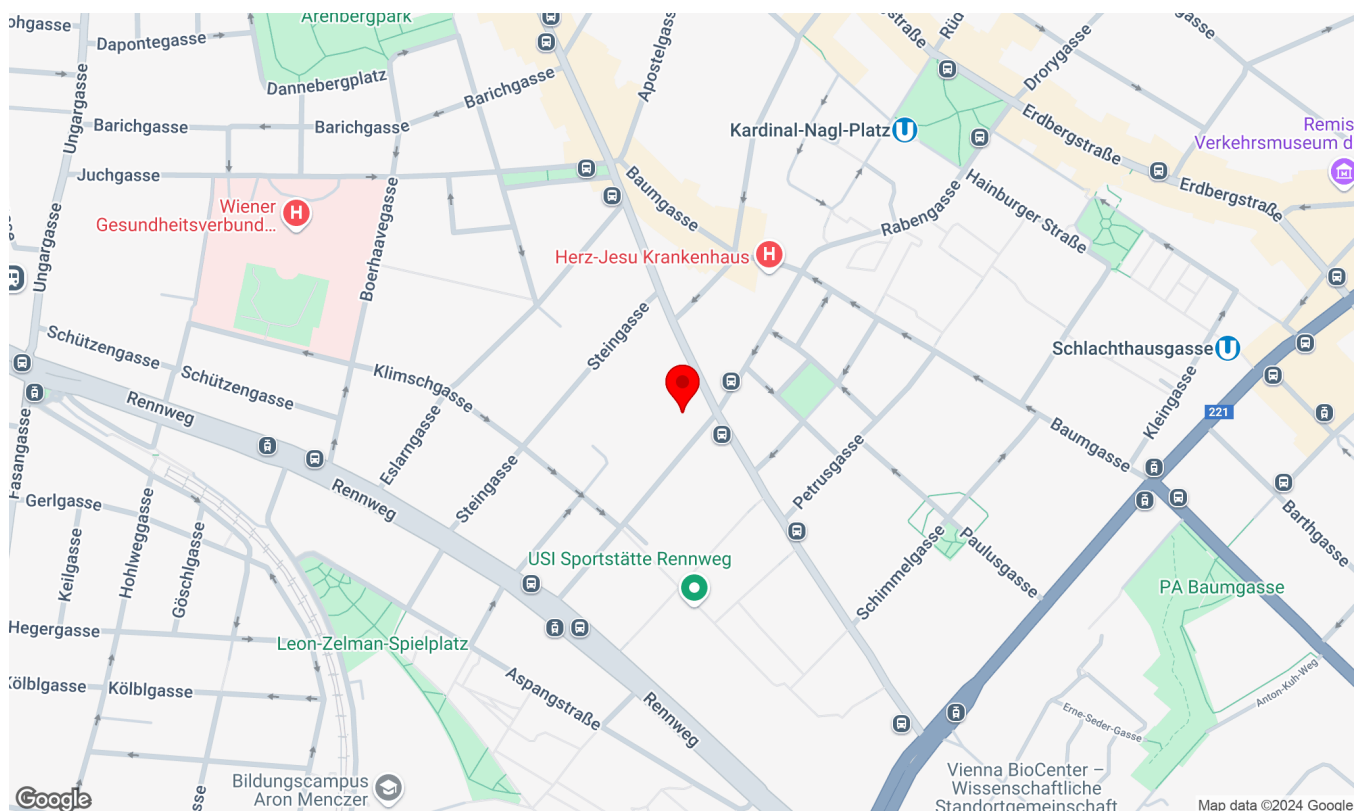 ohgasse
Arenbergpark
Dapontegasse
Dannebergplatz
Barichgasse
Barichgasse
Barichgasse
Ungargasse
Juchgasse
Wiener
Gesundheitsverbund...
H
Boerhaavegasse
Ungargasse
Apostelgasse
Baumgasse
Herz-Jesu Krankenhaus
H
Kardinal-Nagl-Platz
U
Drorygasse
Erdbergstraße
Erdbergstraße
Remis
Verkehrsmuseum d
Hainburger Straße
Rabengasse
Schlachthausgasse
U
221
Kleingasse
Baumgasse
Barthgasse
Schützengasse
Schützengasse
Klimschgasse
Steingasse
Steingasse
Eslarngasse
Rennweg
Rennweg
Rennweg
Fasangasse
Gerlgasse
Keilgasse
Hohlweggasse
Göschlgasse
Hegergasse
Kölblgasse
Kölblgasse
Leon-Zelman-Spielplatz
Aspangstraße
USI Sportstätte Rennweg
Petrusgasse
Schimmelgasse
Paulusgasse
PA Baumgasse
Anton-Kuh-Weg
Erne-Seder-Gasse
Bildungscampus
Aron Menczer
Vienna BioCenter –
Wissenschaftliche
Standortgemeinschaft
Google
Map data ©2024 Google